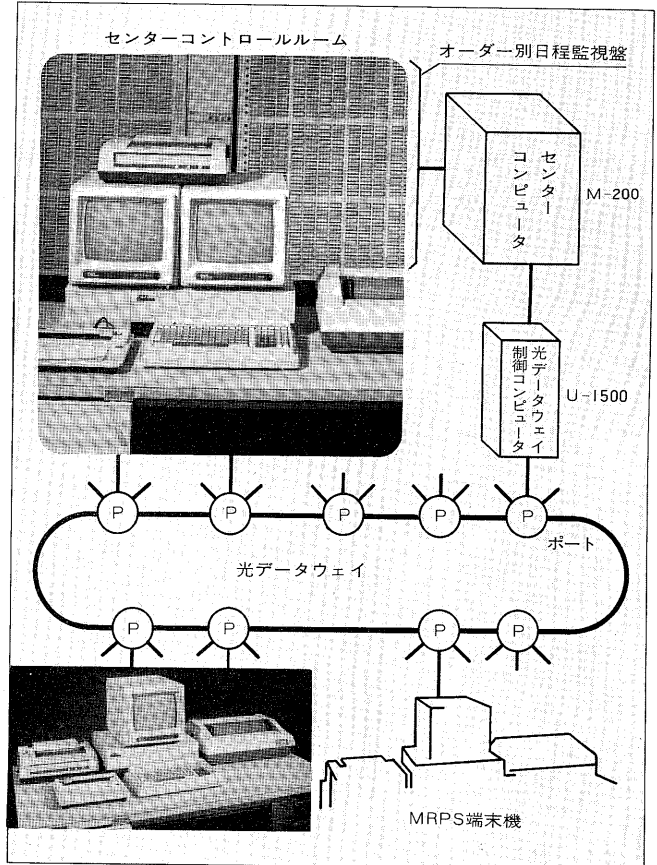 センターコントロールルーム
オーダー別日程監視盤
センター
コンピュータ
M-200
光データウェイ
制御コンピュータ
U-1500
P
P
P
P
P
ポート
光データウェイ
P
P
P
P
MRPS端末機